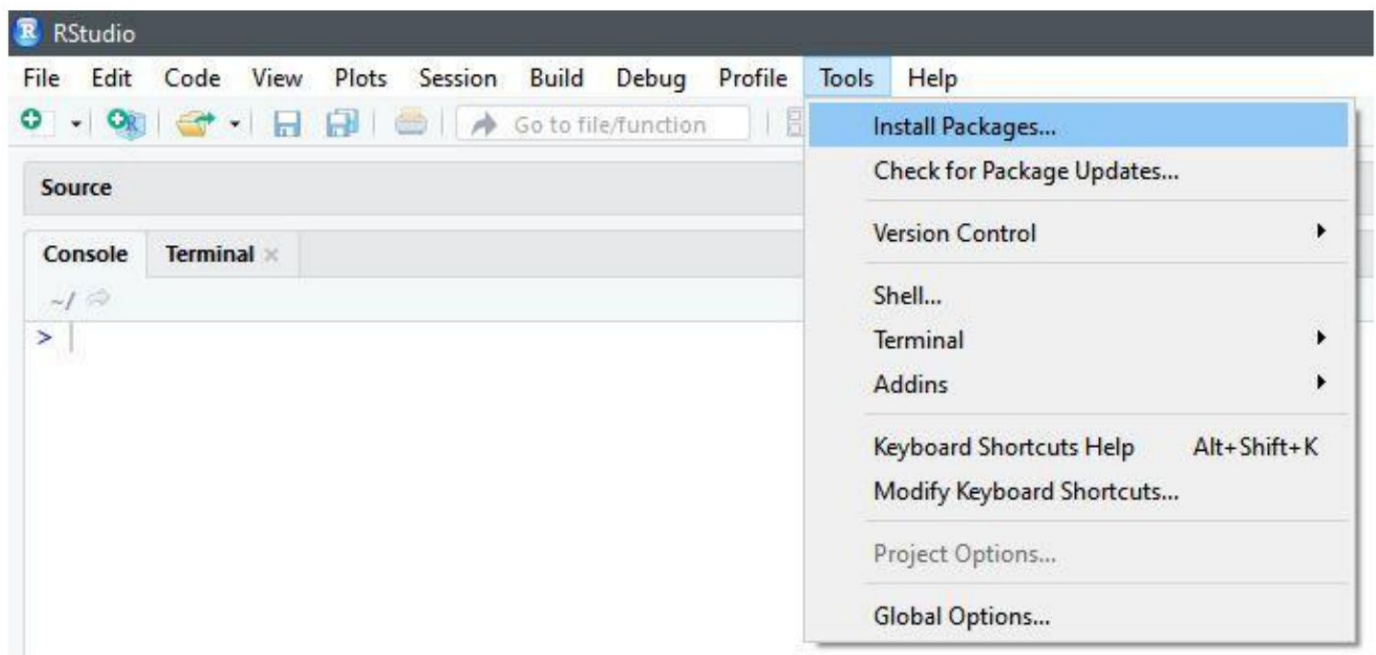 RStudio
File Edit Code View Plots Session Build Debug Profile Tools Help
Go to file/function
Install Packages...
Check for Package Updates...
Source
Version Control
Console Terminal
~/
>
Shell...
Terminal
Addins
Keyboard Shortcuts Help Alt+Shift+K
Modify Keyboard Shortcuts...
Project Options...
Global Options...